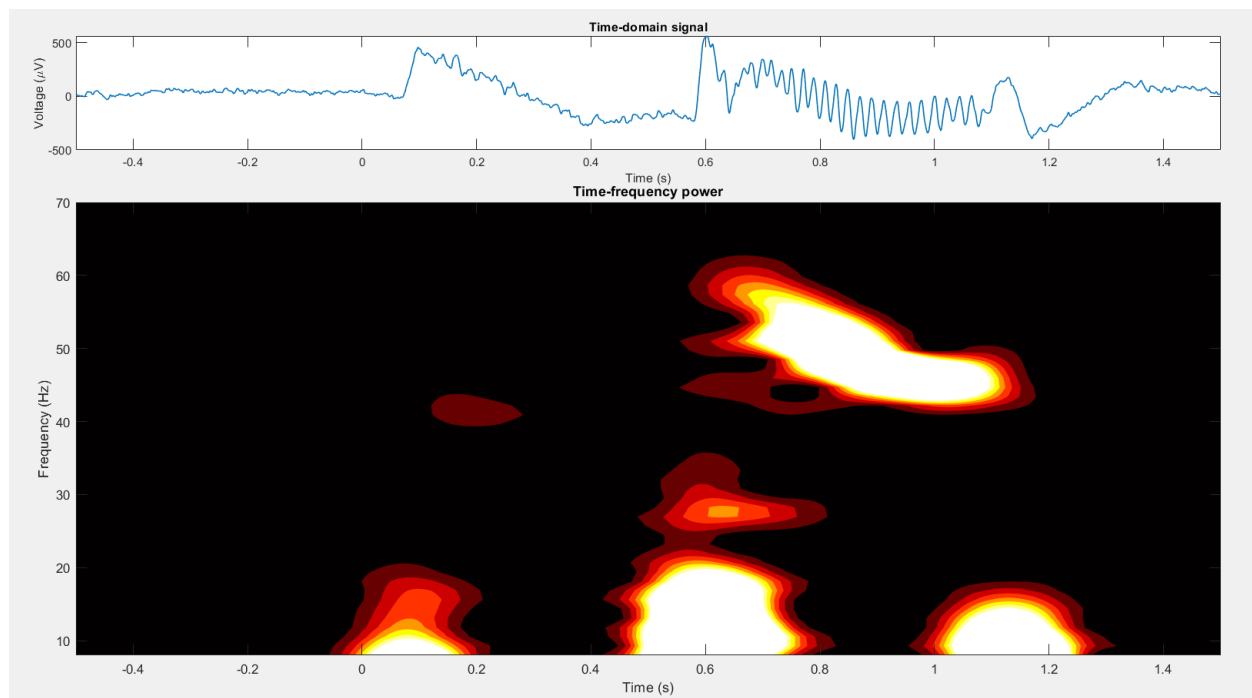 Time-domain signal
Voltage (μV)
500
0
-500
-0.4 -0.2 0 0.2 0.4 0.6 0.8 1 1.2 1.4
Time (s)
Time-frequency power
Frequency (Hz)
70
60
50
40
30
20
10
-0.4 -0.2 0 0.2 0.4 0.6 0.8 1 1.2 1.4
Time (s)